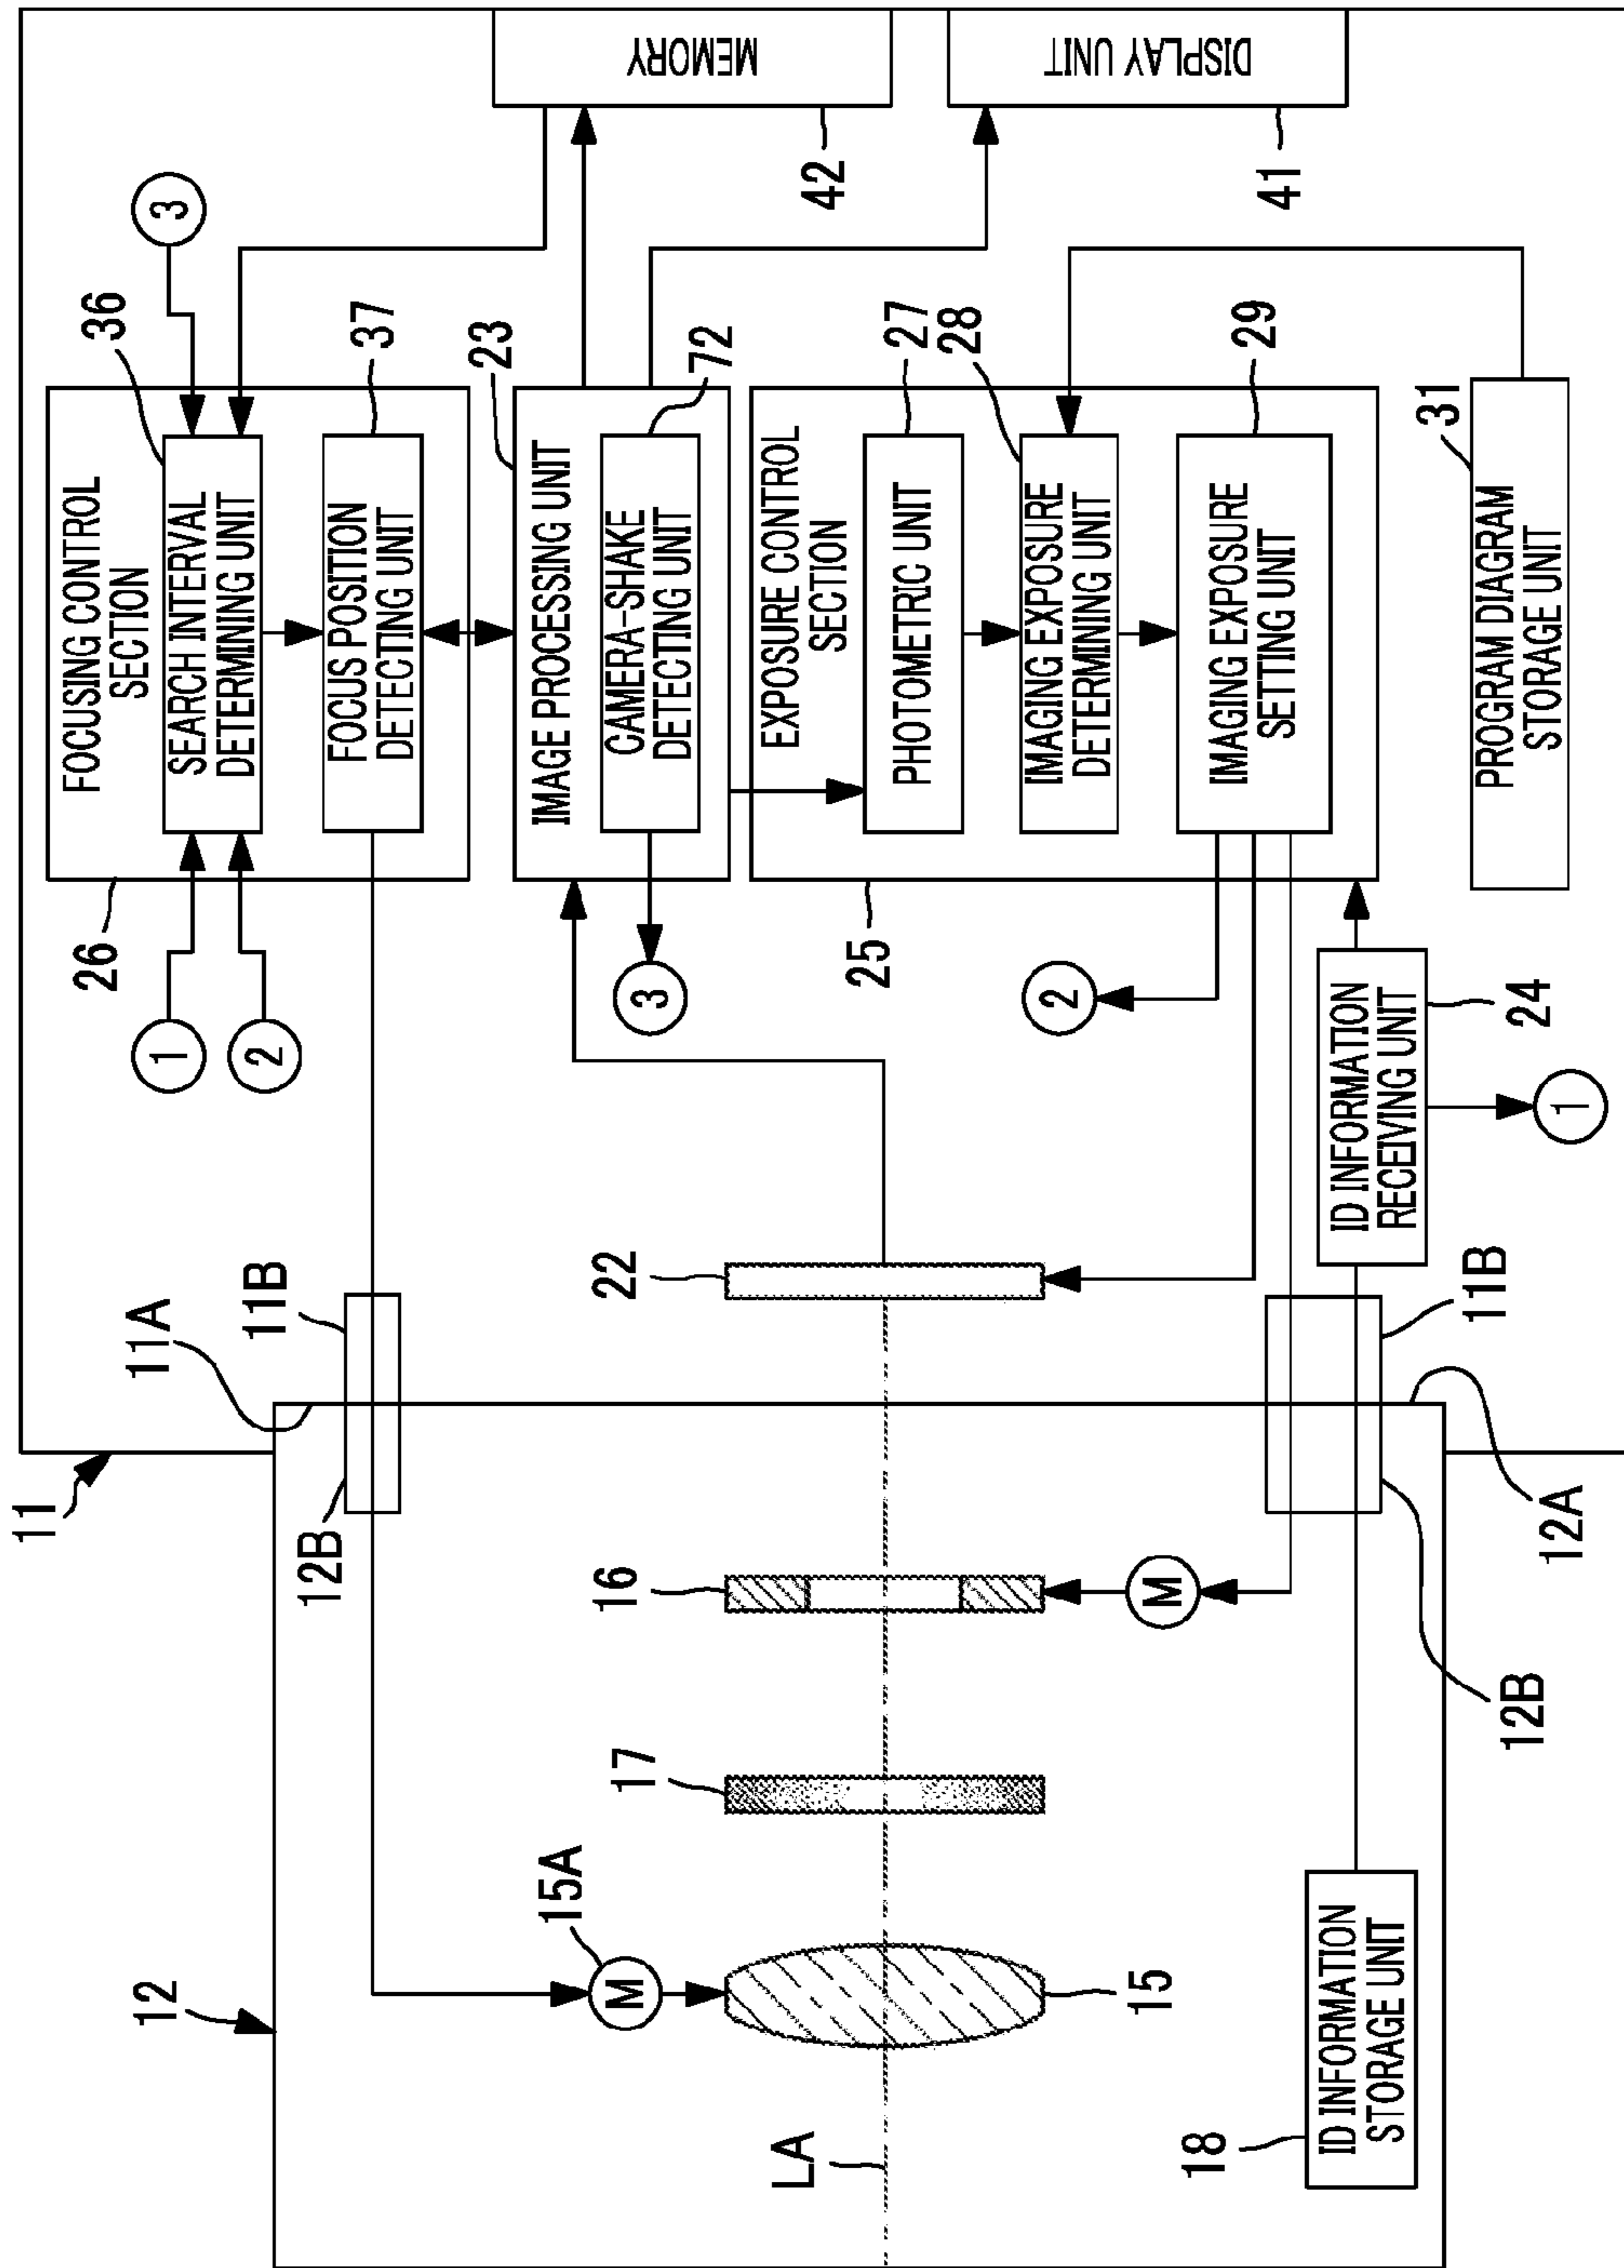 11
11A
12
12A
12B
11B
12B
11B
15A
M
15
17
16
M
22
LA
18
ID INFORMATION
STORAGE UNIT
ID INFORMATION
RECEIVING UNIT
24
1
1
2
26
FOCUSING CONTROL
SECTION
SEARCH INTERVAL
DETERMINING UNIT
36
FOCUS POSITION
DETECTING UNIT
37
3
IMAGE PROCESSING UNIT
23
CAMERA-SHAKE
DETECTING UNIT
72
3
EXPOSURE CONTROL
SECTION
25
PHOTOMETRIC UNIT
27
IMAGING EXPOSURE
DETERMINING UNIT
28
IMAGING EXPOSURE
SETTING UNIT
29
2
PROGRAM DIAGRAM
STORAGE UNIT
31
MEMORY
42
DISPLAY UNIT
41